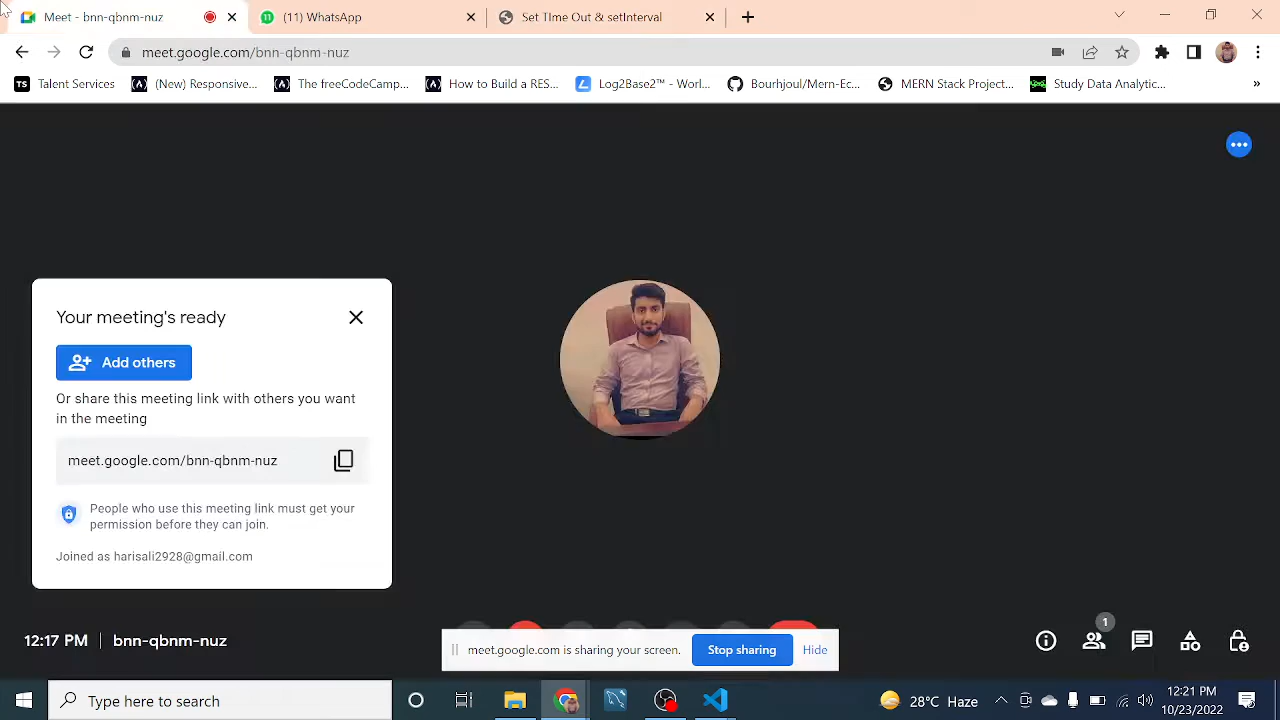 Meet - bnn-qbnm-nuz
(11) WhatsApp
Set TIme Out & setInterval
meet.google.com/bnn-qbnm-nuz
TS Talent Services
(New) Responsive...
The freeCodeCamp...
How to Build a RES...
Log2Base2™ - Worl...
Bourhjoul/Mern-Ec...
MERN Stack Project...
Study Data Analytic...
»
Your meeting's ready
Add others
Or share this meeting link with others you want
in the meeting
meet.google.com/bnn-qbnm-nuz
People who use this meeting link must get your
permission before they can join.
Joined as harisali2928@gmail.com
12:17 PM | bnn-qbnm-nuz
meet.google.com is sharing your screen.
Stop sharing
Hide
1
Type here to search
28°C Haze
12:21 PM
10/23/2022